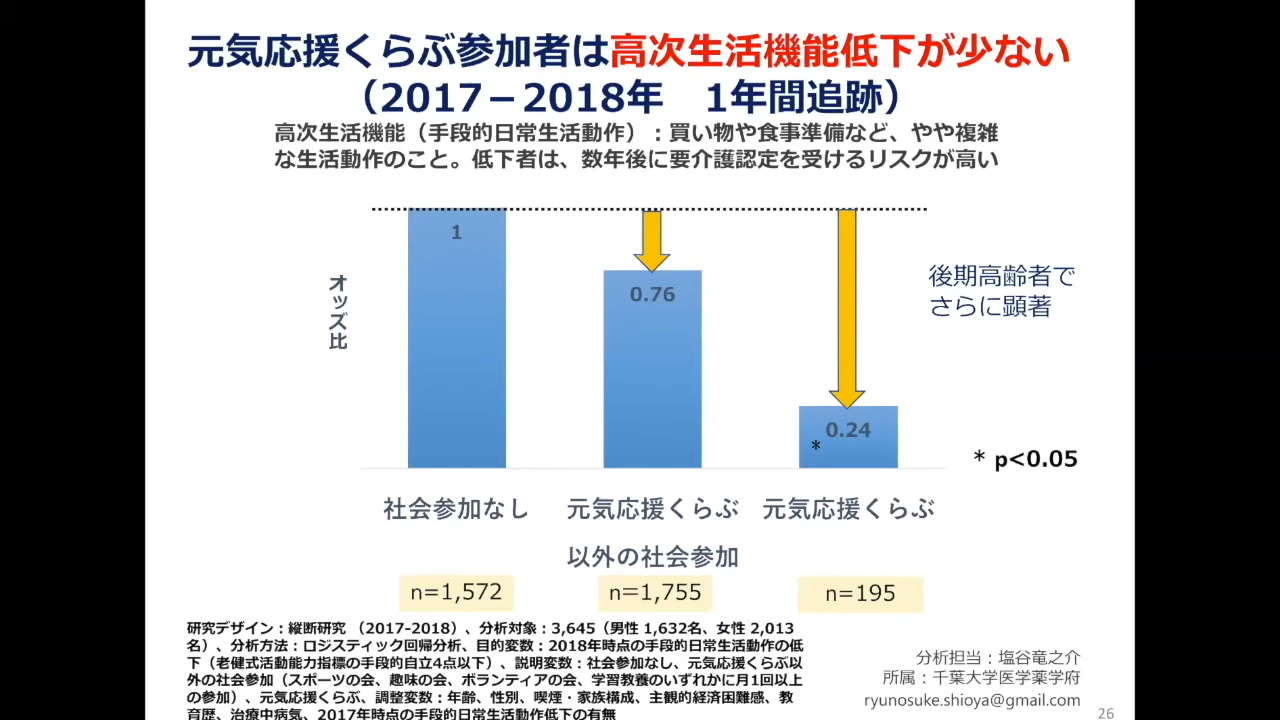 元気応援くらぶ参加者は高次生活機能低下が少ない
（2017－2018年　1年間追跡）
高次生活機能（手段的日常生活動作）：買い物や食事準備など、やや複雑
な生活動作のこと。低下者は、数年後に要介護認定を受けるリスクが高い
オッズ比
1
0.76
0.24
*
後期高齢者で
さらに顕著
* p<0.05
社会参加なし
元気応援くらぶ
以外の社会参加
元気応援くらぶ
n=1,572
n=1,755
n=195
研究デザイン：縦断研究 （2017-2018）、分析対象：3,645（男性 1,632名、女性 2,013
名）、分析方法：ロジスティック回帰分析、目的変数：2018年時点の手段的日常生活動作の低
下（老健式活動能力指標の手段的自立4点以下）、説明変数：社会参加なし、元気応援くらぶ以
外の社会参加（スポーツの会、趣味の会、ボランティアの会、学習教養のいずれかに月1回以上
の参加）、元気応援くらぶ、調整変数：年齢、性別、喫煙・家族構成、主観的経済困難感、教
育歴、治療中病気、2017年時点の手段的日常生活動作低下の有無
分析担当：塩谷竜之介
所属：千葉大学医学薬学府
ryunosuke.shioya@gmail.com
26